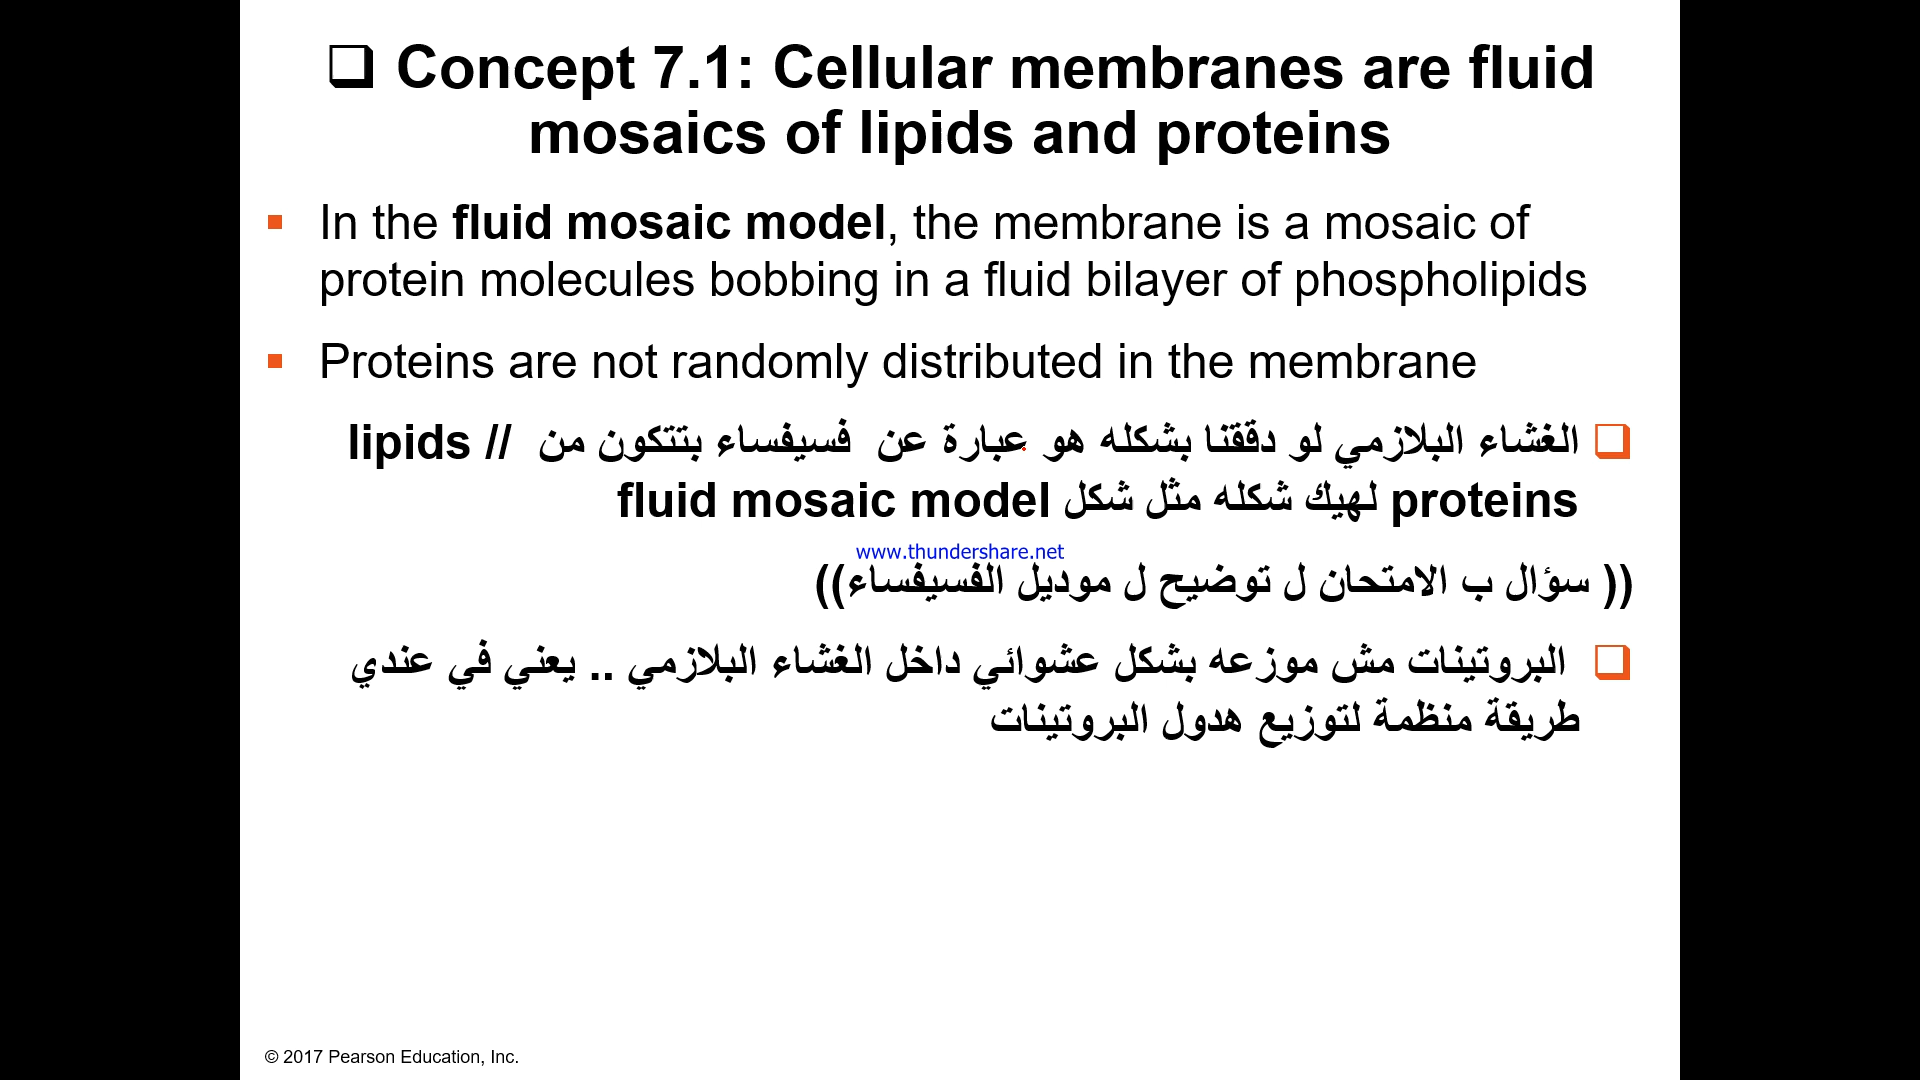 ❑ Concept 7.1: Cellular membranes are fluid
mosaics of lipids and proteins
▪ In the fluid mosaic model, the membrane is a mosaic of
protein molecules bobbing in a fluid bilayer of phospholipids
▪ Proteins are not randomly distributed in the membrane
❑ الغشاء البلازمي لو دققنا بشكله هو عبارة عن فسيفساء بتتكون من // lipids
proteins لهيك شكله مثل شكل fluid mosaic model
www.thundershare.net
(( سؤال ب الامتحان ل توضيح ل موديل الفسيفساء))
❑ البروتينات مش موزعه بشكل عشوائي داخل الغشاء البلازمي .. يعني في عندي
طريقة منظمة لتوزيع هدول البروتينات
© 2017 Pearson Education, Inc.